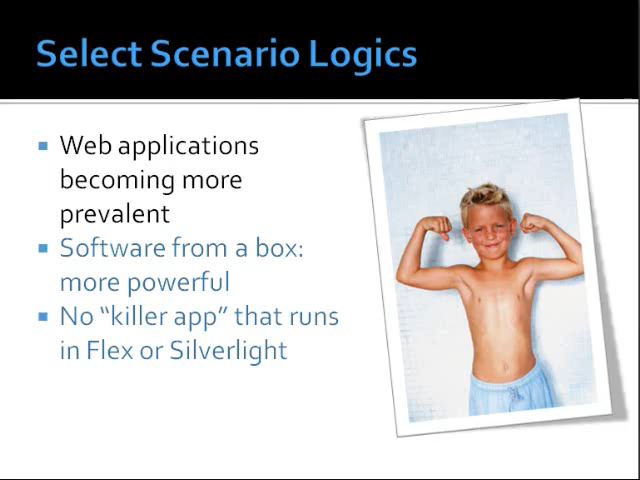 Select Scenario Logics
Web applications
becoming more
prevalent
Software from a box:
more powerful
No “killer app” that runs
in Flex or Silverlight